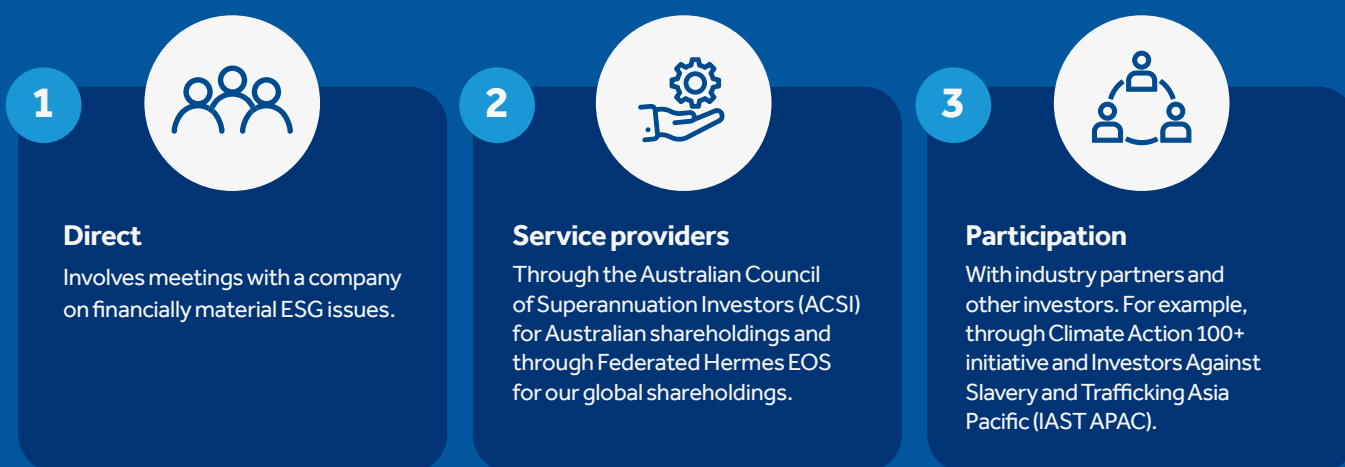 1
Direct
Involves meetings with a company
on financially material ESG issues.
2
Service providers
Through the Australian Council
of Superannuation Investors (ACSI)
for Australian shareholdings and
through Federated Hermes EOS
for our global shareholdings.
3
Participation
With industry partners and
other investors. For example,
through Climate Action 100+
initiative and Investors Against
Slavery and Trafficking Asia
Pacific (IAST APAC).